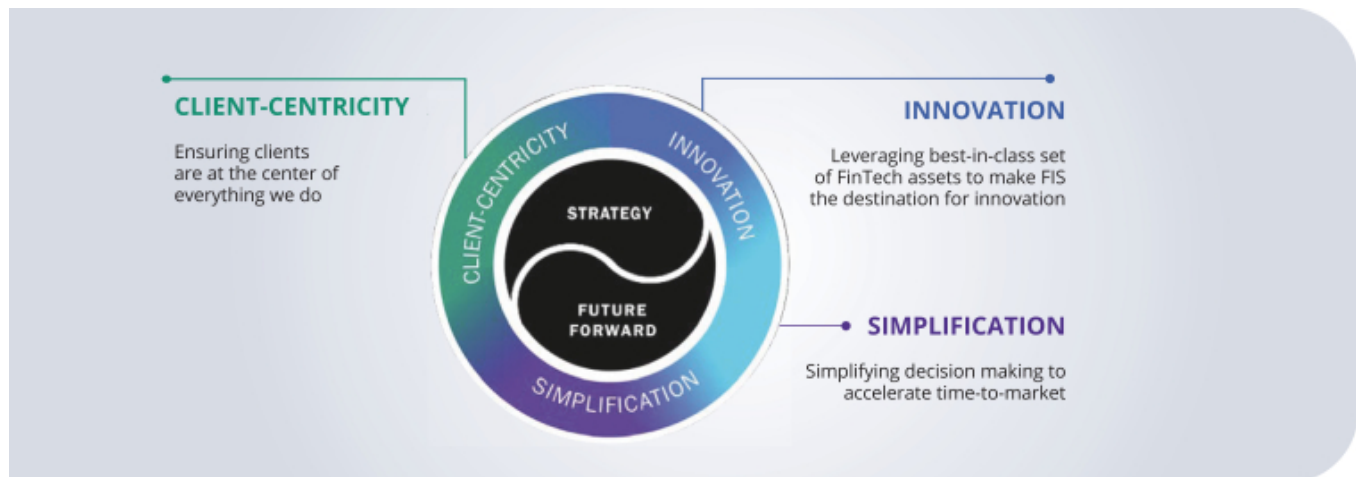 CLIENT-CENTRICITY
Ensuring clients
are at the center of
everything we do
CLIENT-CENTRICITY
INNOVATION
SIMPLIFICATION
STRATEGY
FUTURE
FORWARD
INNOVATION
Leveraging best-in-class set
of FinTech assets to make FIS
the destination for innovation
SIMPLIFICATION
Simplifying decision making to
accelerate time-to-market